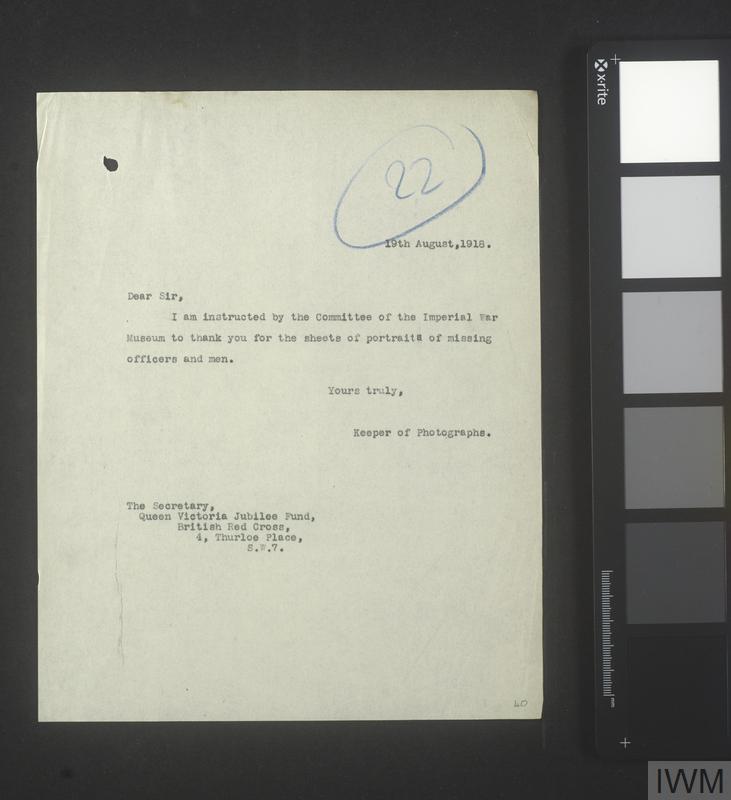 22
19th August,1918.
Dear Sir,
I am instructed by the Committee of the Imperial War
Museum to thank you for the sheets of portraits of missing
officers and men.
Yours truly,
Keeper of Photographs.
The Secretary,
Queen Victoria Jubilee Fund,
British Red Cross,
4, Thurloe Place,
S.W.7.
40
x-rite
mm
IWM